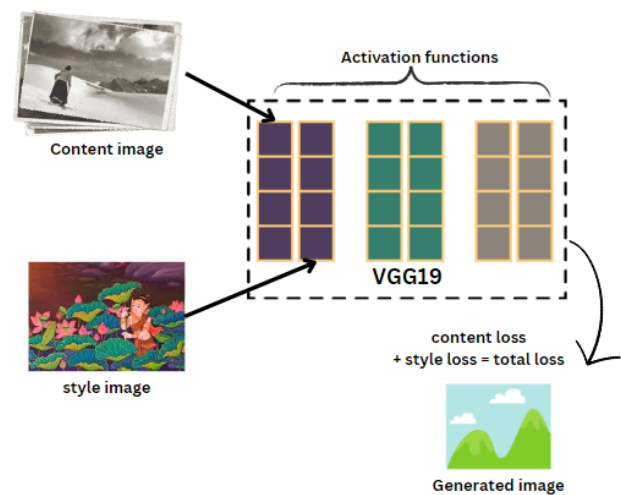 Activation functions
Content image
VGG19
style image
content loss
+ style loss = total loss
Generated image